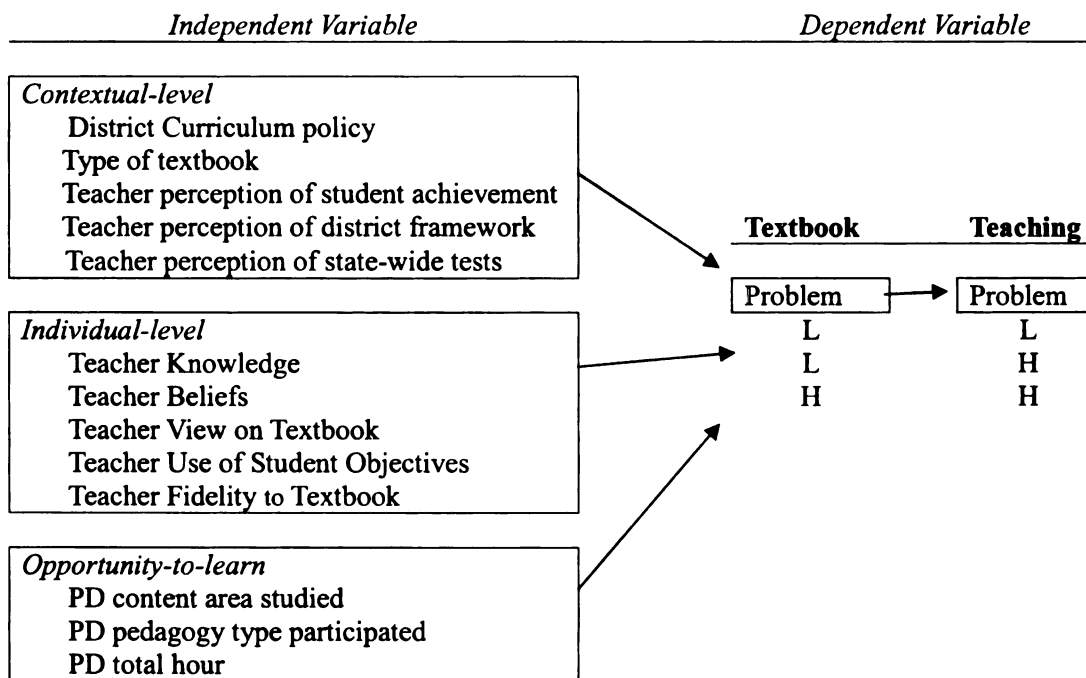 Independent Variable Dependent Variable
Contextual-level
District Curriculum policy
Type of textbook
Teacher perception of student achievement
Teacher perception of district framework
Teacher perception of state-wide tests
Textbook Teaching
Problem Problem
L L
L H
H H
Individual-level
Teacher Knowledge
Teacher Beliefs
Teacher View on Textbook
Teacher Use of Student Objectives
Teacher Fidelity to Textbook
Opportunity-to-learn
PD content area studied
PD pedagogy type participated
PD total hour